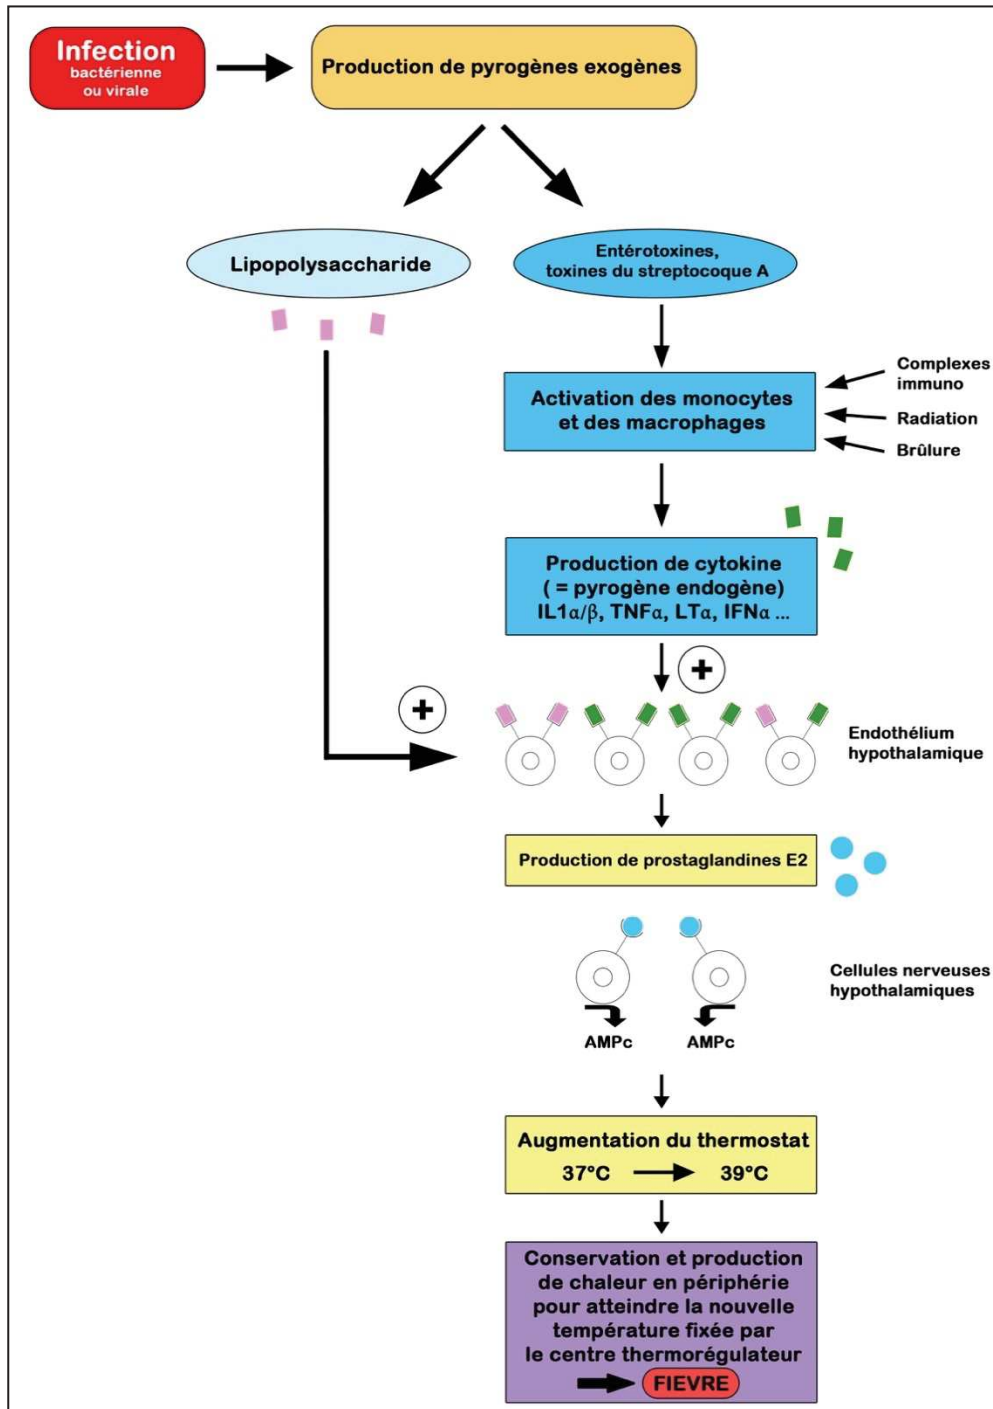 Infection
bactérienne
ou virale
Production de pyrogènes exogènes
Lipopolysaccharide
Entérotoxines,
toxines du streptocoque A
Activation des monocytes
et des macrophages
Complexes
immuno
Radiation
Brûlure
Production de cytokine
( = pyrogène endogène)
IL1α/β, TNFα, LTα, IFNα ...
+
+
Endothélium
hypothalamique
Production de prostaglandines E2
Cellules nerveuses
hypothalamiques
AMPc AMPc
Augmentation du thermostat
37°C 39°C
Conservation et production
de chaleur en périphérie
pour atteindre la nouvelle
température fixée par
le centre thermorégulateur
FIEVRE